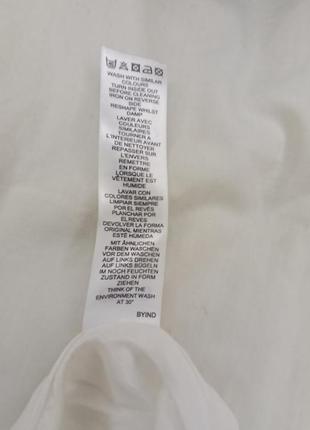 WASH WITH SIMILAR
COLOURS
TURN INSIDE OUT
BEFORE CLEANING
IRON ON REVERSE
SIDE
RESHAPE WHILST
DAMP
LAVER AVEC
COULEURS
SIMILAIRES
TOURNER A
L'INTERIEUR AVANT
DE NETTOYER
REPASSER SUR
L'ENVERS
REMETTRE
EN FORME
LORSQUE LE
VÊTEMENT EST
HUMIDE
LAVAR CON
COLORES SIMILARES
LIMPIAR SIEMPRE
POR EL REVÉS
PLANCHAR POR
EL REVES
DEVOLVER LA FORMA
ORIGINAL MIENTRAS
ESTÉ HÚMEDA
MIT ÄHNLICHEN
FARBEN WASCHEN
VOR DEM WASCHEN
AUF LINKS DREHEN
AUF LINKS BÜGELN
IM NOCH FEUCHTEN
ZUSTAND IN FORM
ZIEHEN
THINK OF THE
ENVIRONMENT WASH
AT 30°
BYIND